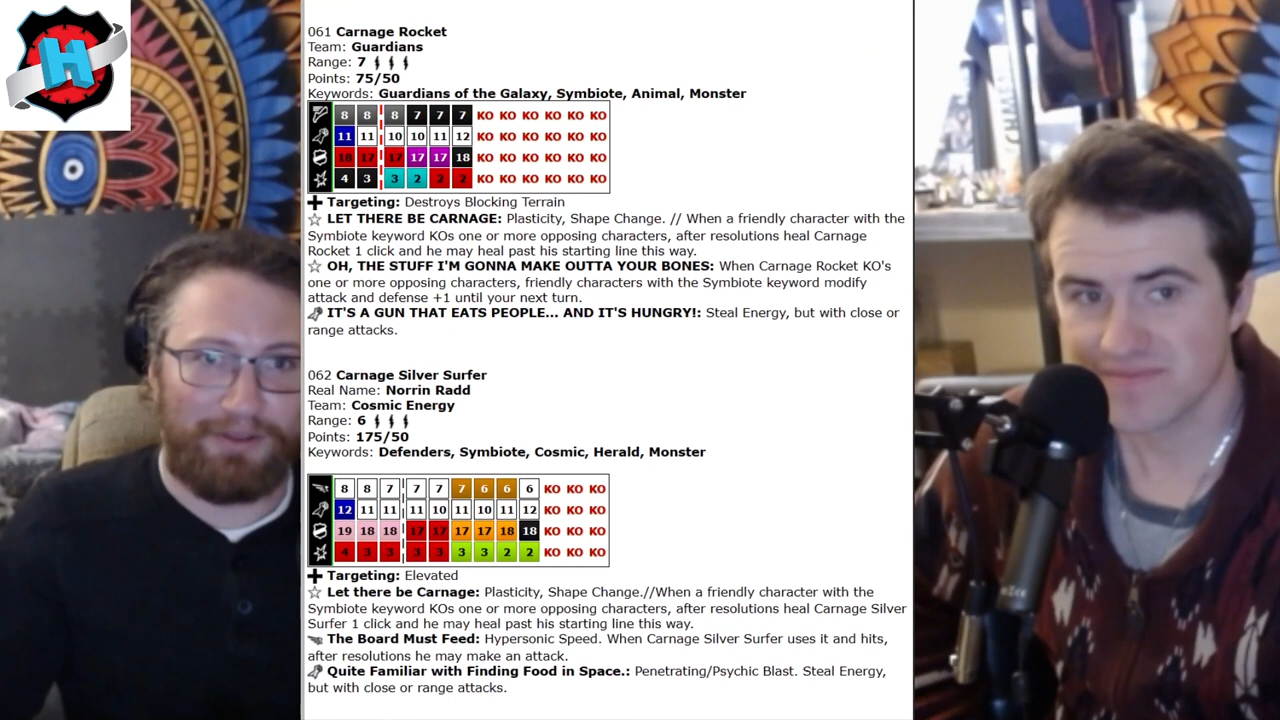 H
061 Carnage Rocket
Team: Guardians
Range: 7
Points: 75/50
Keywords: Guardians of the Galaxy, Symbiote, Animal, Monster
8 8 8 7 7 7 KO KO KO KO KO KO
11 11 10 10 11 12 KO KO KO KO KO KO
18 17 17 17 17 18 KO KO KO KO KO KO
4 3 3 2 2 2 KO KO KO KO KO KO
Targeting: Destroys Blocking Terrain
☆ LET THERE BE CARNAGE: Plasticity, Shape Change. // When a friendly character with the
Symbiote keyword KOs one or more opposing characters, after resolutions heal Carnage
Rocket 1 click and he may heal past his starting line this way.
☆ OH, THE STUFF I'M GONNA MAKE OUTTA YOUR BONES: When Carnage Rocket KO's
one or more opposing characters, friendly characters with the Symbiote keyword modify
attack and defense +1 until your next turn.
IT'S A GUN THAT EATS PEOPLE... AND IT'S HUNGRY!: Steal Energy, but with close or
range attacks.
062 Carnage Silver Surfer
Real Name: Norrin Radd
Team: Cosmic Energy
Range: 6
Points: 175/50
Keywords: Defenders, Symbiote, Cosmic, Herald, Monster
8 8 7 7 7 7 6 6 6 KO KO KO
12 11 11 11 10 11 10 11 12 KO KO KO
19 18 18 17 17 17 17 18 18 KO KO KO
4 3 3 3 3 3 3 2 2 KO KO KO
Targeting: Elevated
☆ Let there be Carnage: Plasticity, Shape Change.//When a friendly character with the
Symbiote keyword KOs one or more opposing characters, after resolutions heal Carnage Silver
Surfer 1 click and he may heal past his starting line this way.
The Board Must Feed: Hypersonic Speed. When Carnage Silver Surfer uses it and hits,
after resolutions he may make an attack.
Quite Familiar with Finding Food in Space.: Penetrating/Psychic Blast. Steal Energy,
but with close or range attacks.